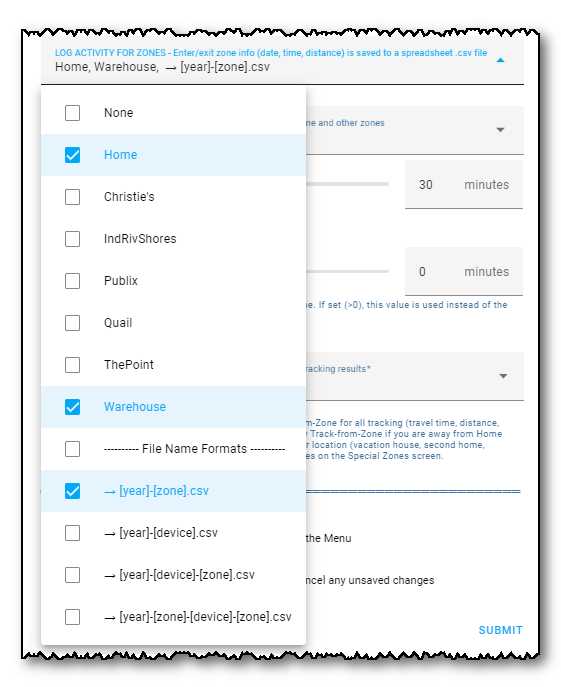 LOG ACTIVITY FOR ZONES - Enter/exit zone info (date, time, distance) is saved to a spreadsheet .csv file
Home, Warehouse, → [year]-[zone].csv
None
Home
Christie's
IndRivShores
Publix
Quail
ThePoint
Warehouse
---------- File Name Formats ----------
→ [year]-[zone].csv
→ [year]-[device].csv
→ [year]-[device]-[zone].csv
→ [year]-[zone]-[device]-[zone].csv
me and other zones
30 minutes
0 minutes
e. If set (>0), this value is used instead of the
racking results*
m-Zone for all tracking (travel time, distance,
Track-from-Zone if you are away from Home
r location (vacation house, second home,
es on the Special Zones screen.
the Menu
ncel any unsaved changes
SUBMIT